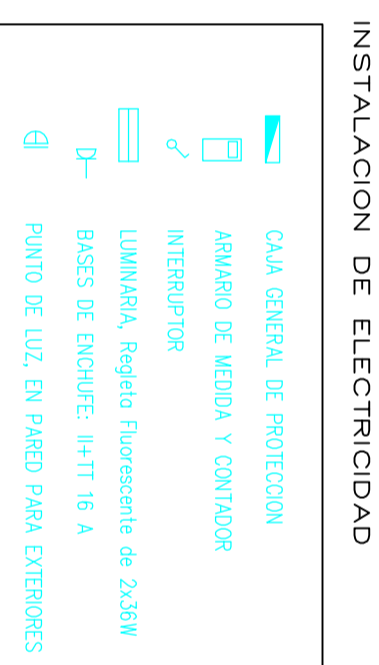 INSTALACION DE ELECTRICIDAD
CAJA GENERAL DE PROTECCION
ARMARIO DE MEDIDA Y CONTADOR
INTERRUPTOR
LUMINARIA, Regleta Fluorescente de 2x36W
BASES DE ENCHUFE: II+TT 16 A
PUNTO DE LUZ, EN PARED PARA EXTERIORES